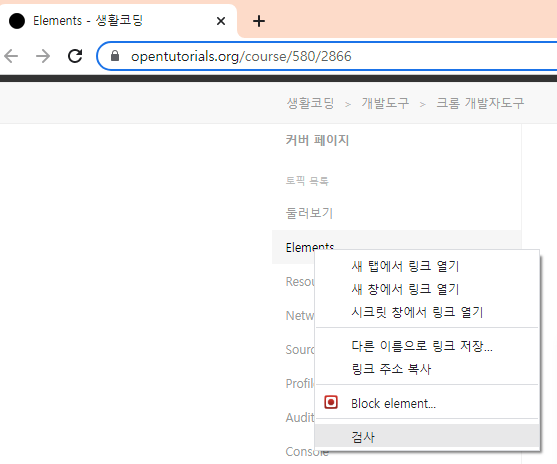 Elements - 생활코딩
opentutorials.org/course/580/2866
생활코딩 > 개발도구 > 크롬 개발자도구
커버 페이지
토픽 목록
둘러보기
Elements
새 탭에서 링크 열기
새 창에서 링크 열기
시크릿 창에서 링크 열기
다른 이름으로 링크 저장...
링크 주소 복사
Block element...
검사
Resou
Netw
Sourc
Profile
Audit
Console